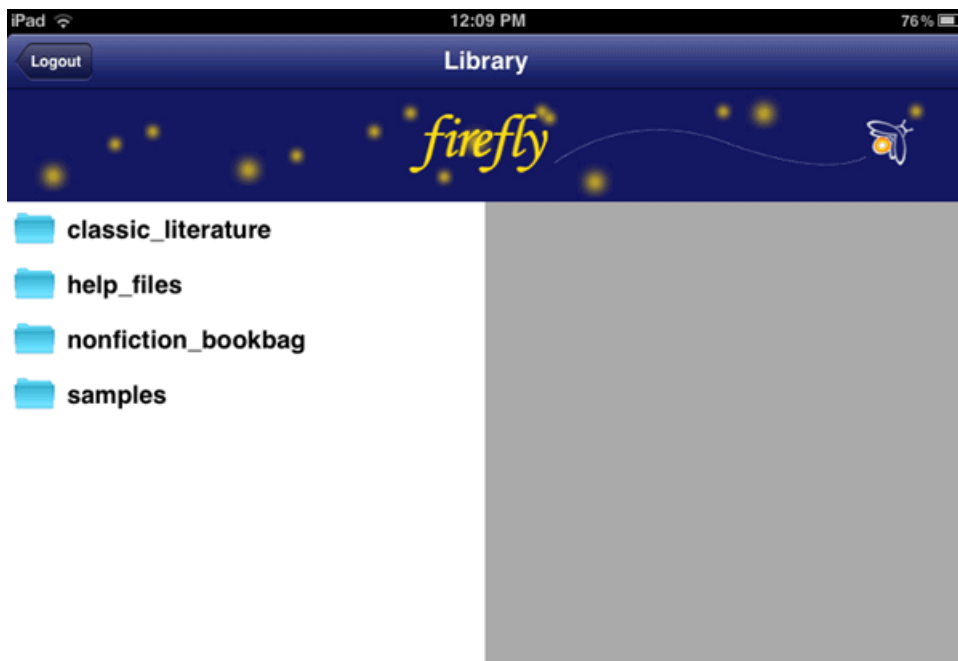 iPad 12:09 PM 76%
Logout Library
firefly
classic_literature
help_files
nonfiction_bookbag
samples